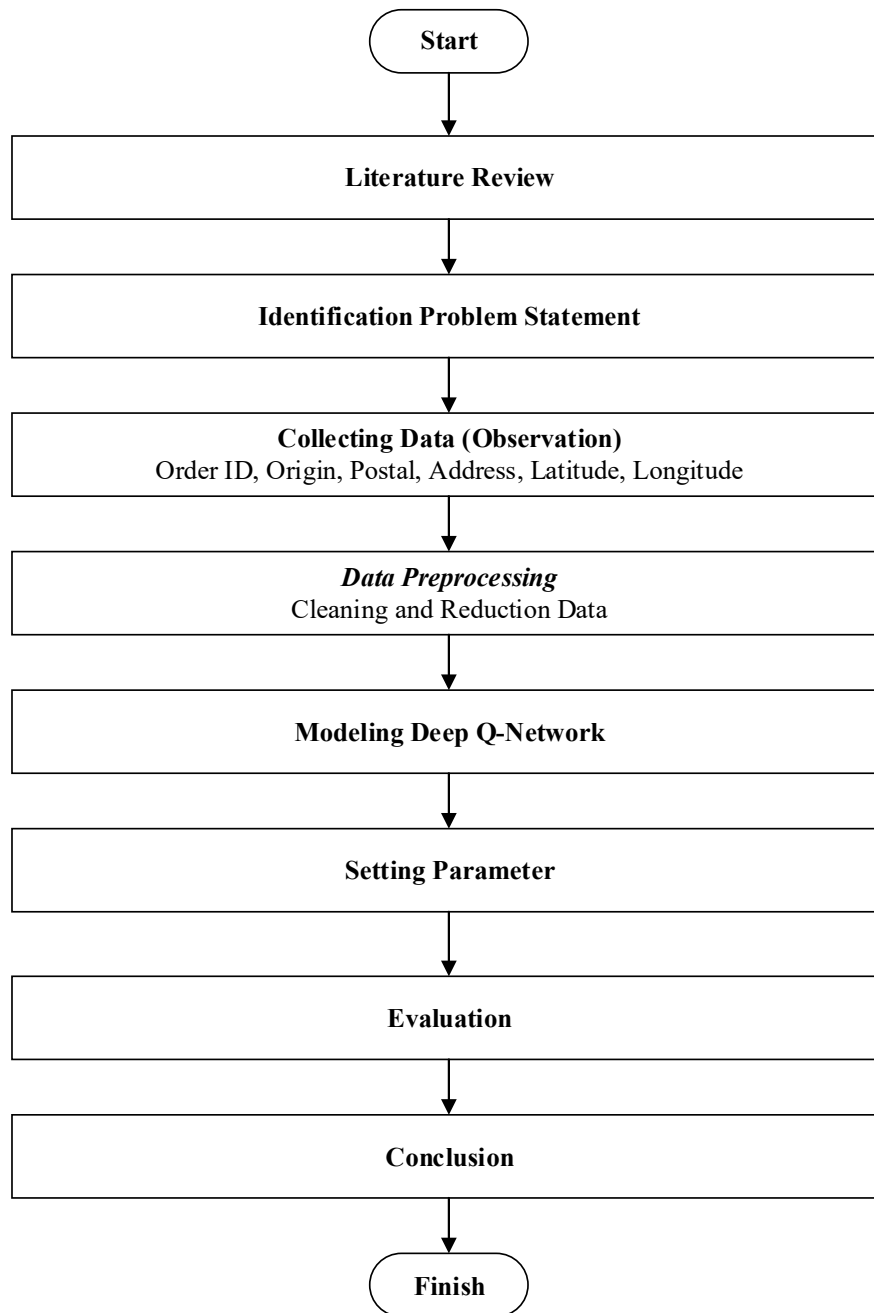 Start
Literature Review
Identification Problem Statement
Collecting Data (Observation)
Order ID, Origin, Postal, Address, Latitude, Longitude
Data Preprocessing
Cleaning and Reduction Data
Modeling Deep Q-Network
Setting Parameter
Evaluation
Conclusion
Finish